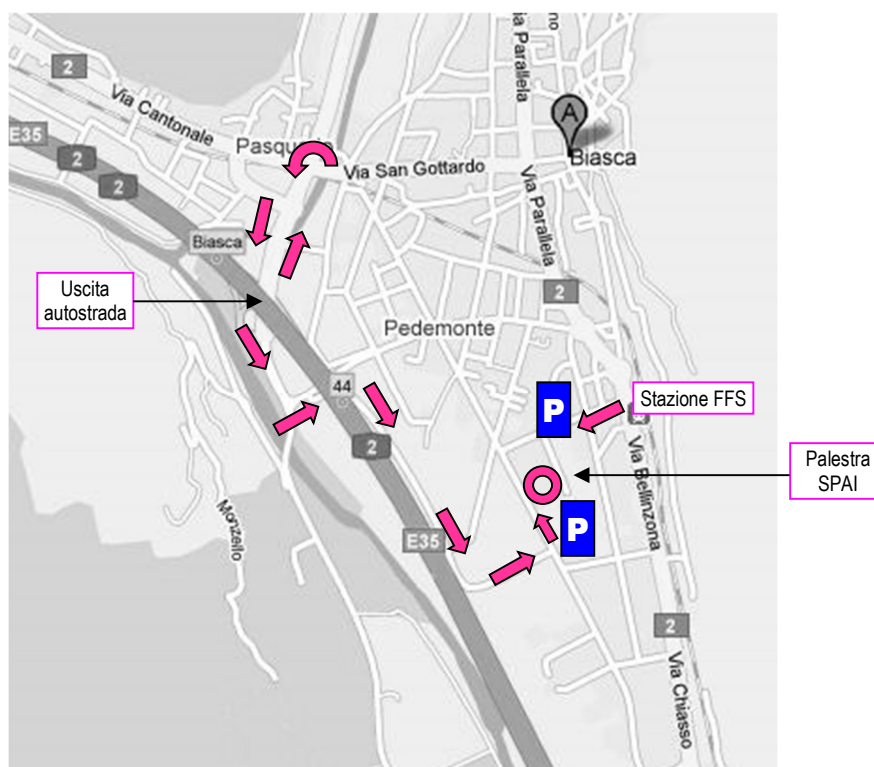 2
Via Cantonale
E35
2
2
Via Parallela
no
A
Biasca
Via San Gottardo
Via Parallela
Biasca
Uscita
autostrada
2
Pedemonte
44
P
Stazione FFS
2
Via Bellinzona
Palestra
SPAI
P
E35
Monzello
2
Via Chiasso